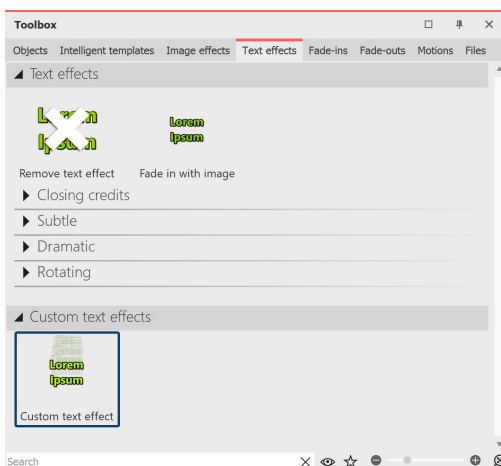 Toolbox
Objects Intelligent templates Image effects Text effects Fade-ins Fade-outs Motions Files
Text effects
Lorem
Ipsum
Lorem
Ipsum
Remove text effect Fade in with image
Closing credits
Subtle
Dramatic
Rotating
Custom text effects
Lorem
Ipsum
Custom text effect
Search